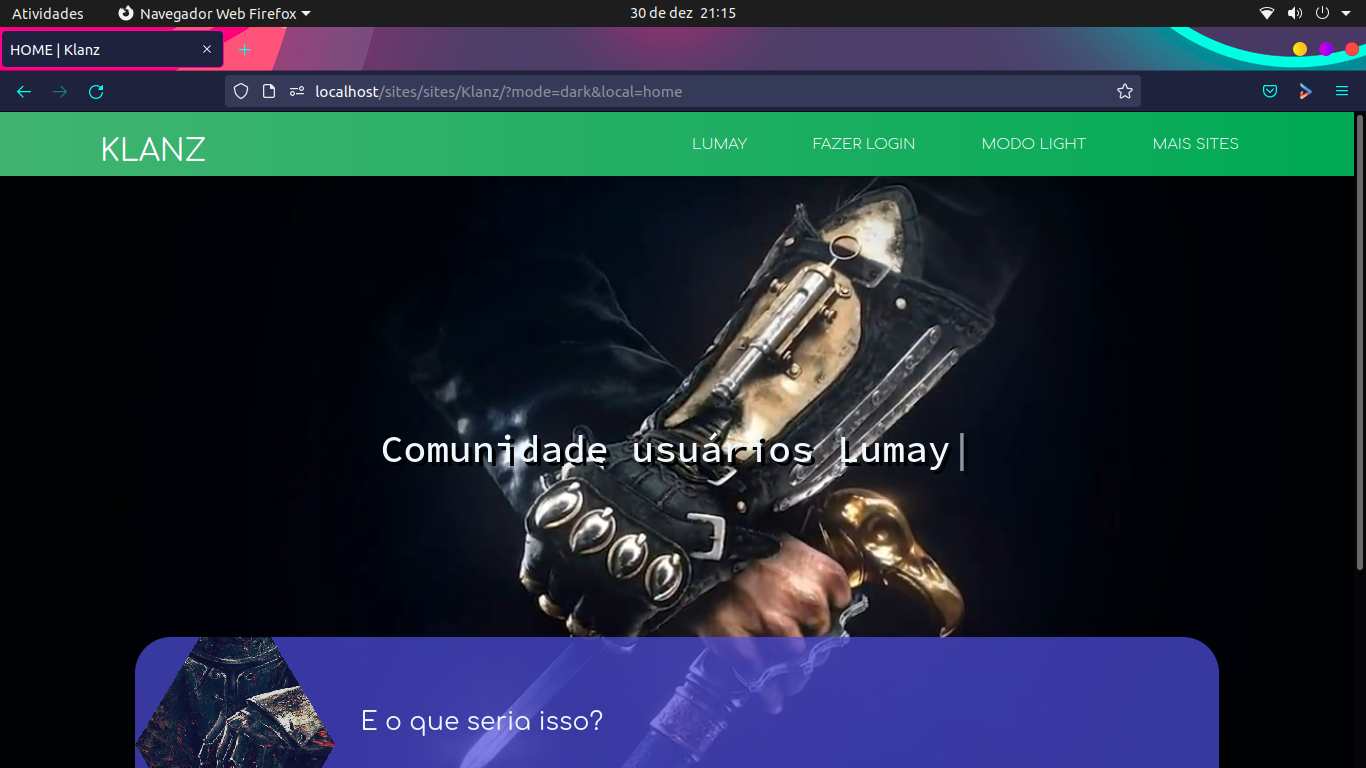 Atividades
Navegador Web Firefox
30 de dez 21:15
HOME | Klanz
localhost/sites/sites/Klanz/?mode=dark&local=home
KLANZ
LUMAY
FAZER LOGIN
MODO LIGHT
MAIS SITES
Comunidade usuários Lumay|
E o que seria isso?